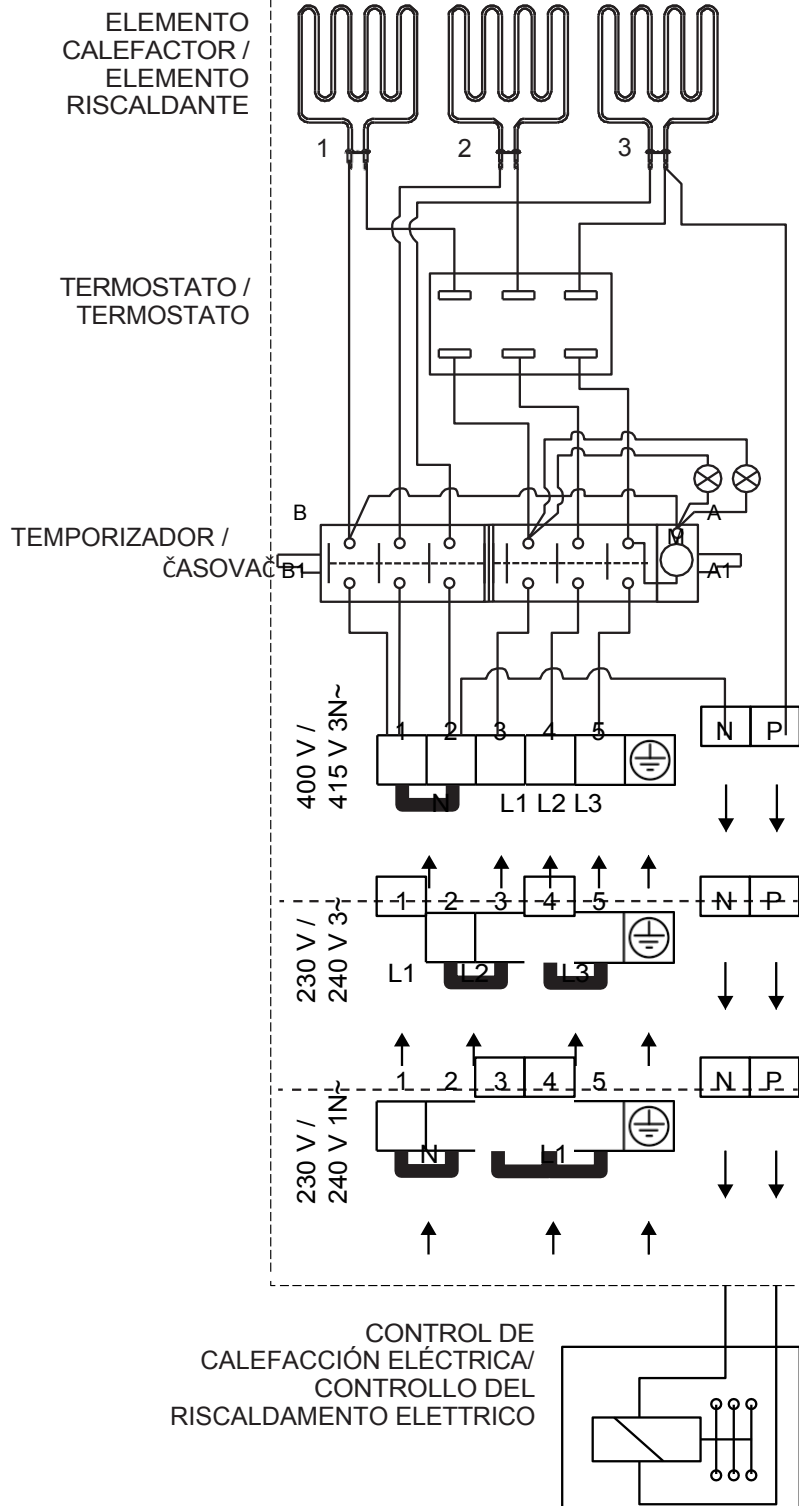 ELEMENTO
CALEFACTOR /
ELEMENTO
RISCALDANTE
1 2 3
TERMOSTATO /
TERMOSTATO
B A
TEMPORIZADOR /
ČASOVAČ
B1 M A1
400 V /
415 V 3N~
1 2 3 4 5 N P
N L1 L2 L3
230 V /
240 V 3~
1 2 3 4 5 N P
L1 L2 L3
230 V /
240 V 1N~
1 2 3 4 5 N P
N L1
CONTROL DE
CALEFACCIÓN ELÉCTRICA/
CONTROLLO DEL
RISCALDAMENTO ELETTRICO